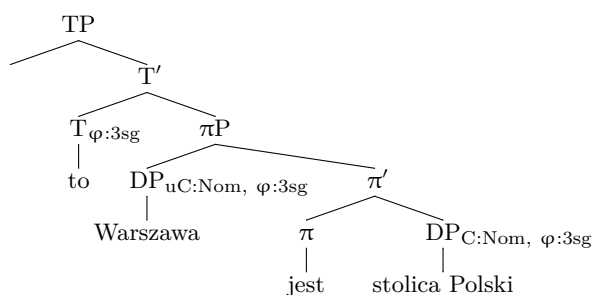 TP
T′
Tφ:3sg πP
to DPuC:Nom, φ:3sg π′
Warszawa π DPC:Nom, φ:3sg
jest stolica Polski